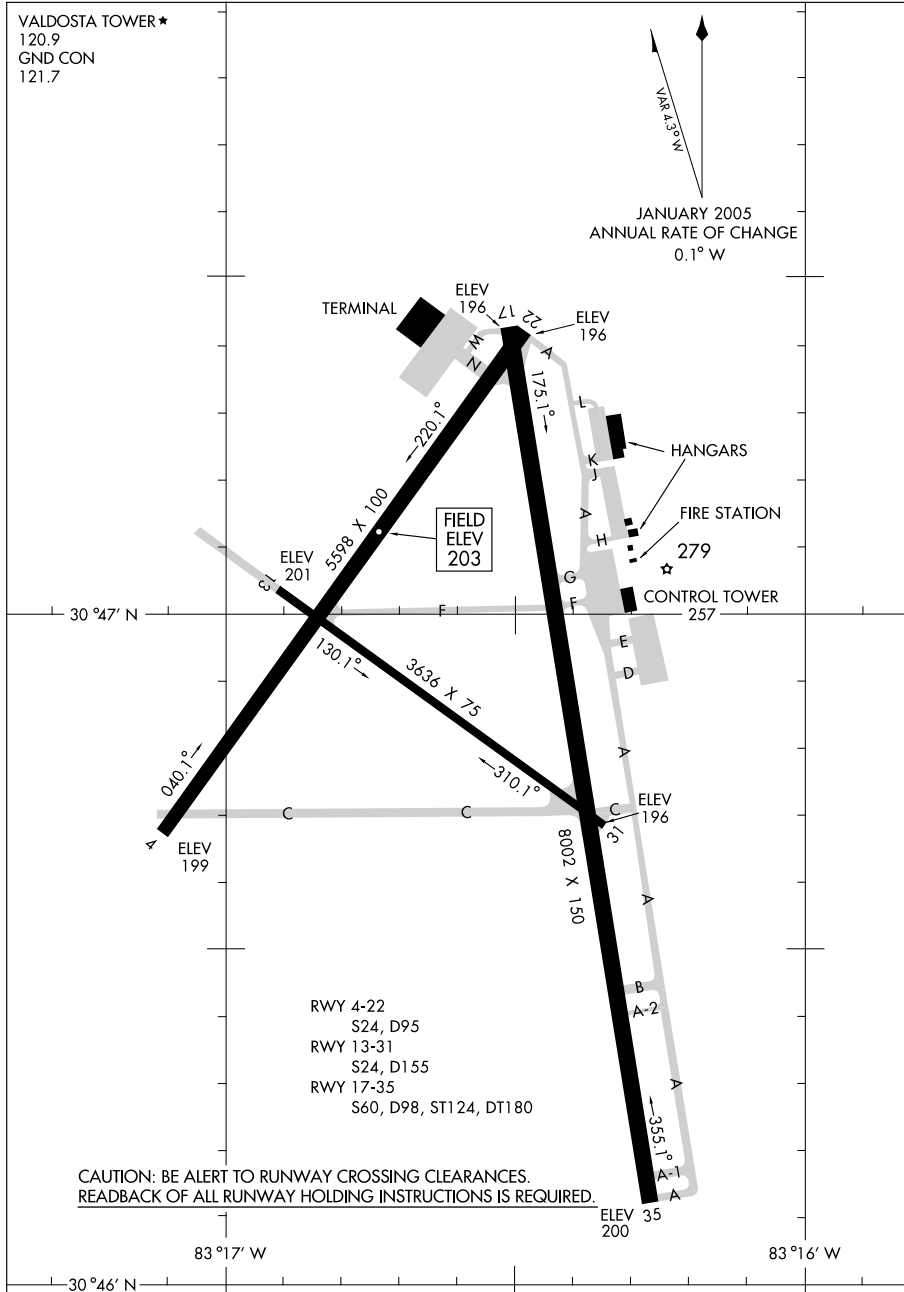 VALDOSTA TOWER★
120.9
GND CON
121.7
VAR 4.3° W
JANUARY 2005
ANNUAL RATE OF CHANGE
0.1° W
TERMINAL
ELEV
196
17
22
ELEV
196
W
N
A
175.1°
L
220.1°
HANGARS
K
J
5598 X 100
FIELD
ELEV
203
A
FIRE STATION
H
279
ELEV
201
13
G
F
F
CONTROL TOWER
257
30°47' N
E
D
130.1°
3636 X 75
040.1°
310.1°
A
C
C
C
ELEV
196
31
4
ELEV
199
8002 X 150
A
B
A-2
RWY 4-22
S24, D95
RWY 13-31
S24, D155
RWY 17-35
S60, D98, ST124, DT180
A
355.1°
A-1
A
CAUTION: BE ALERT TO RUNWAY CROSSING CLEARANCES.
READBACK OF ALL RUNWAY HOLDING INSTRUCTIONS IS REQUIRED.
ELEV
200
35
83°17' W
83°16' W
30°46' N